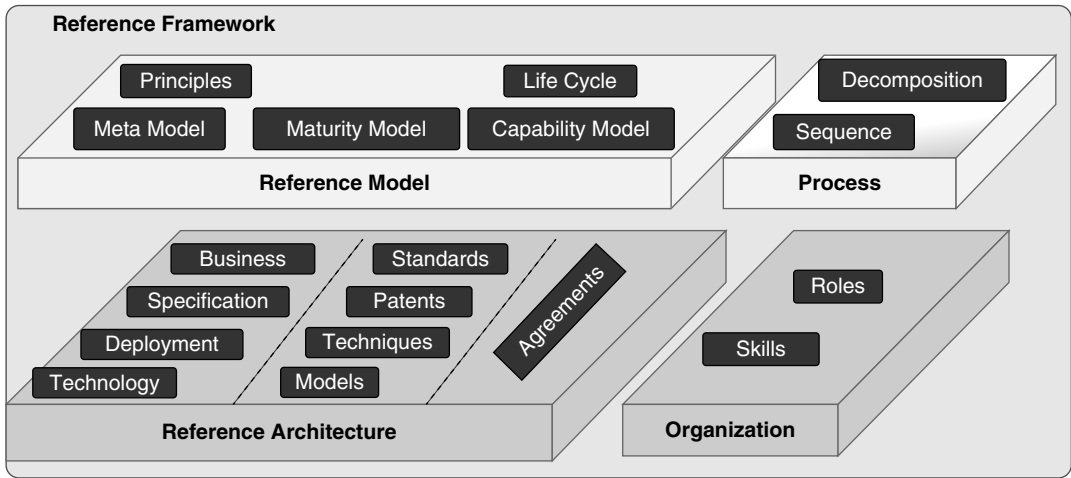 Reference Framework
Principles
Life Cycle
Meta Model
Maturity Model
Capability Model
Reference Model
Decomposition
Sequence
Process
Business
Specification
Deployment
Technology
Standards
Patents
Techniques
Models
Agreements
Reference Architecture
Roles
Skills
Organization